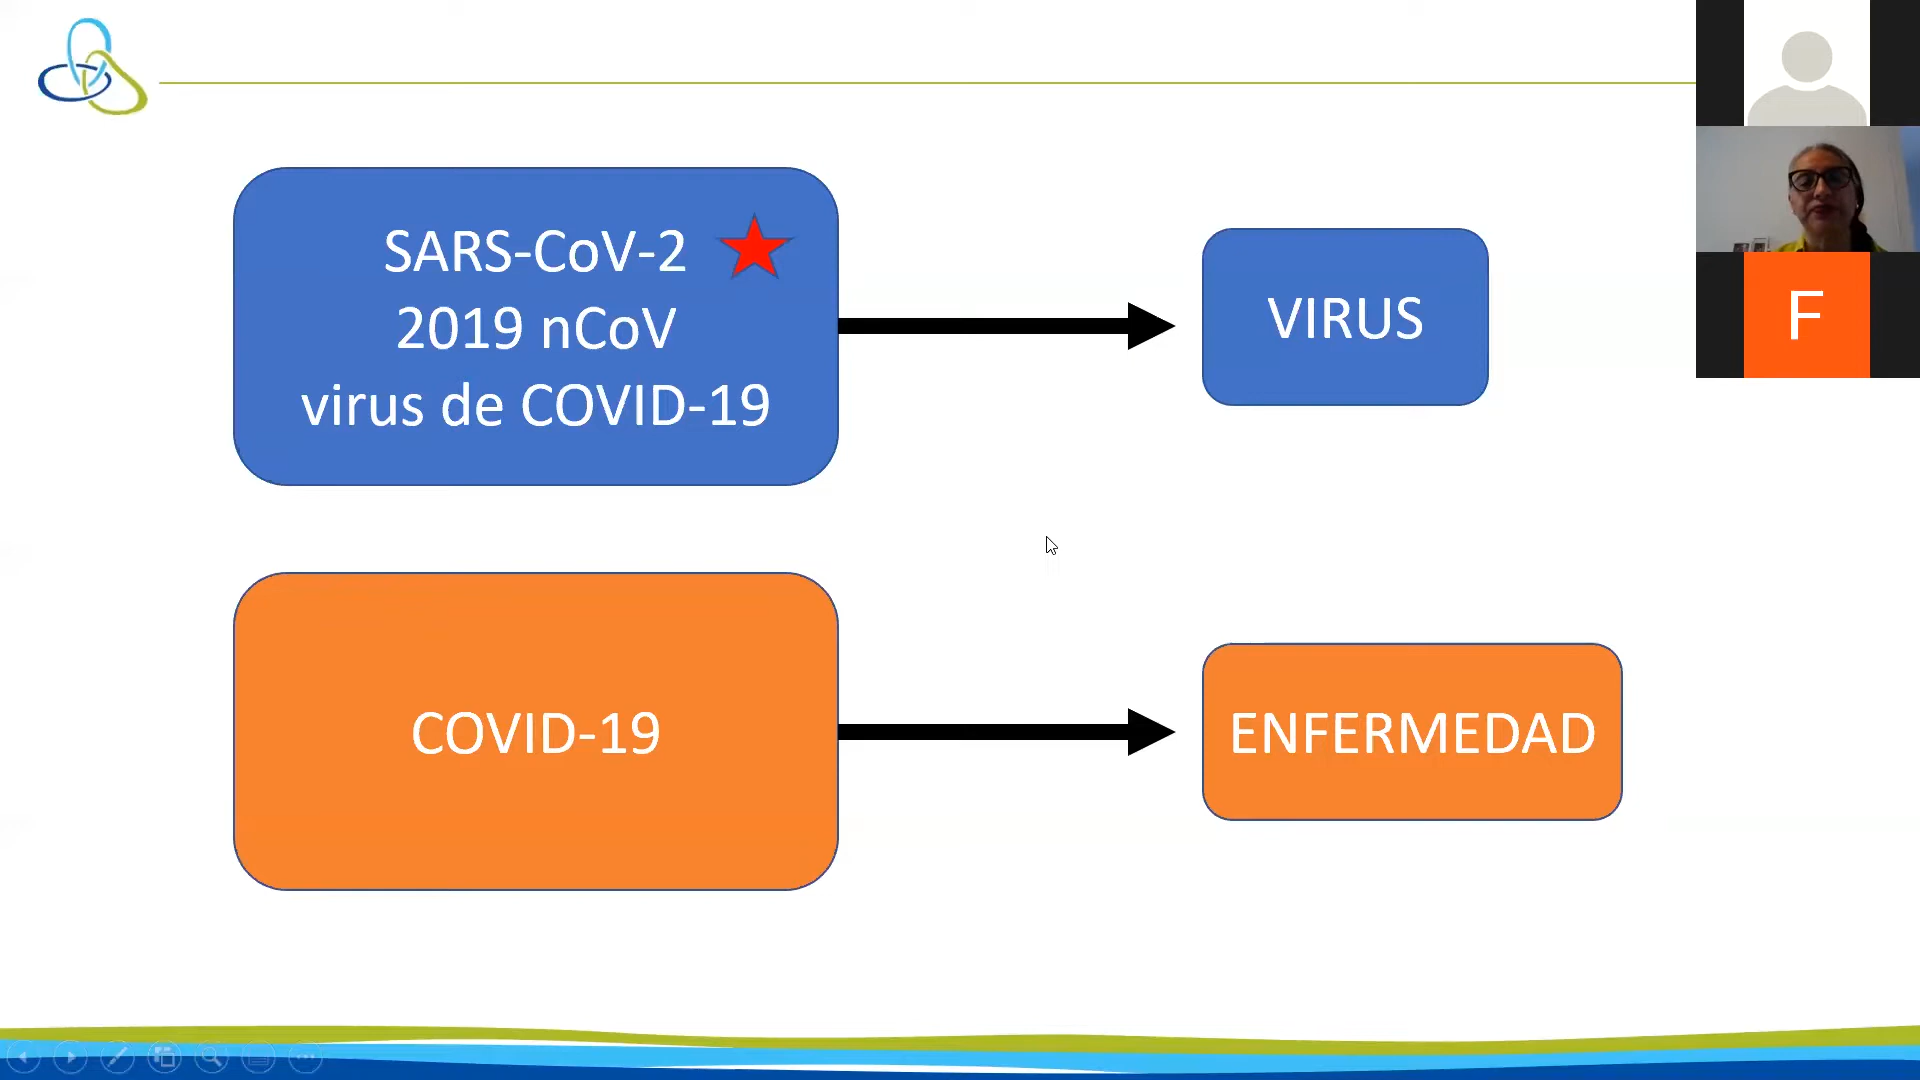 SARS-CoV-2
2019 nCoV
virus de COVID-19
VIRUS
COVID-19
ENFERMEDAD
F